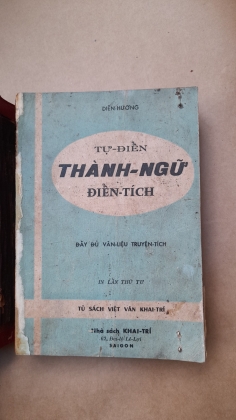 DIÊN HƯƠNG
TỰ-ĐIỂN
THÀNH-NGỮ
ĐIỂN-TÍCH
ĐẦY ĐỦ VĂN-LIỆU TRUYỆN-TÍCH
IN LẦN THỨ TƯ
TỦ SÁCH VIỆT VĂN KHAI-TRÍ
Nhà sách KHAI-TRÍ
62, Đại-lộ Lê-Lợi
SAIGON